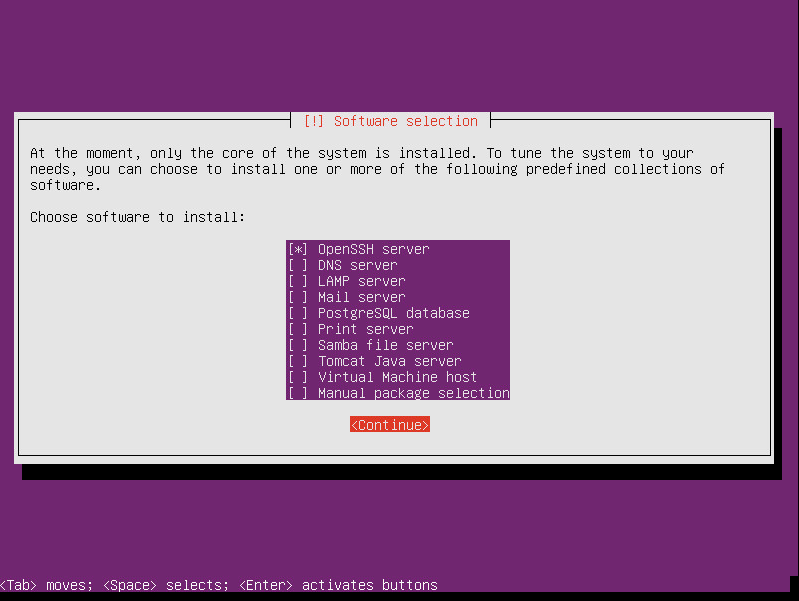 [!] Software selection
At the moment, only the core of the system is installed. To tune the system to your
needs, you can choose to install one or more of the following predefined collections of
software.
Choose software to install:
[*] OpenSSH server
[ ] DNS server
[ ] LAMP server
[ ] Mail server
[ ] PostgreSQL database
[ ] Print server
[ ] Samba file server
[ ] Tomcat Java server
[ ] Virtual Machine host
[ ] Manual package selection
<Continue>
<Tab> moves; <Space> selects; <Enter> activates buttons